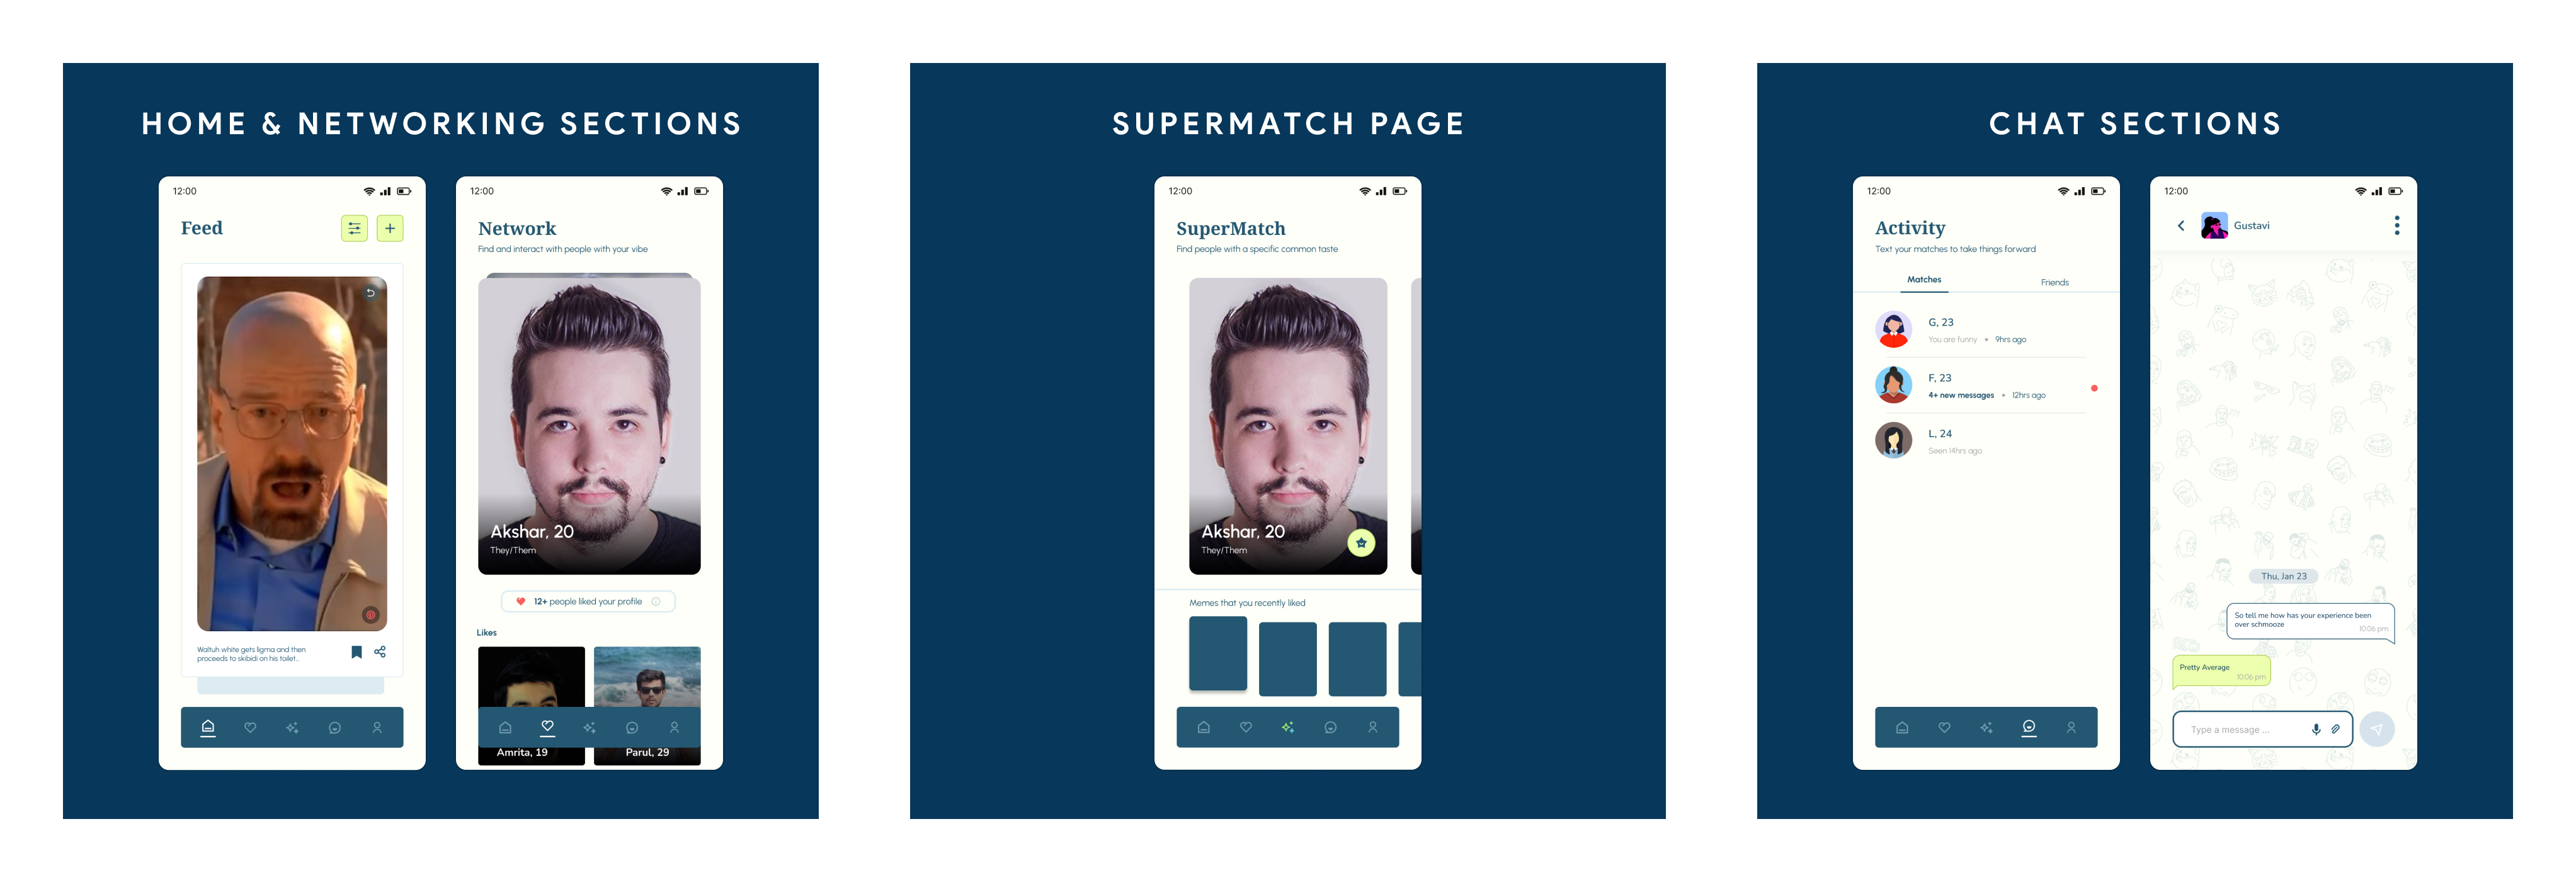 HOME & NETWORKING SECTIONS
12:00
Feed
Waltuh white gets ligma and then
proceeds to skibidi on his toilet...
12:00
Network
Find and interact with people with your vibe
Akshar, 20
They/Them
12+ people liked your profile
Likes
Amrita, 19
Parul, 29
SUPERMATCH PAGE
12:00
SuperMatch
Find people with a specific common taste
Akshar, 20
They/Them
Memes that you recently liked
CHAT SECTIONS
12:00
Activity
Text your matches to take things forward
Matches
Friends
G, 23
You are funny • 9hrs ago
F, 23
4+ new messages • 12hrs ago
L, 24
Seen 14hrs ago
12:00
Gustavi
Thu, Jan 23
So tell me how has your experience been
over schmooze
10:06 pm
Pretty Average
10:06 pm
Type a message ...